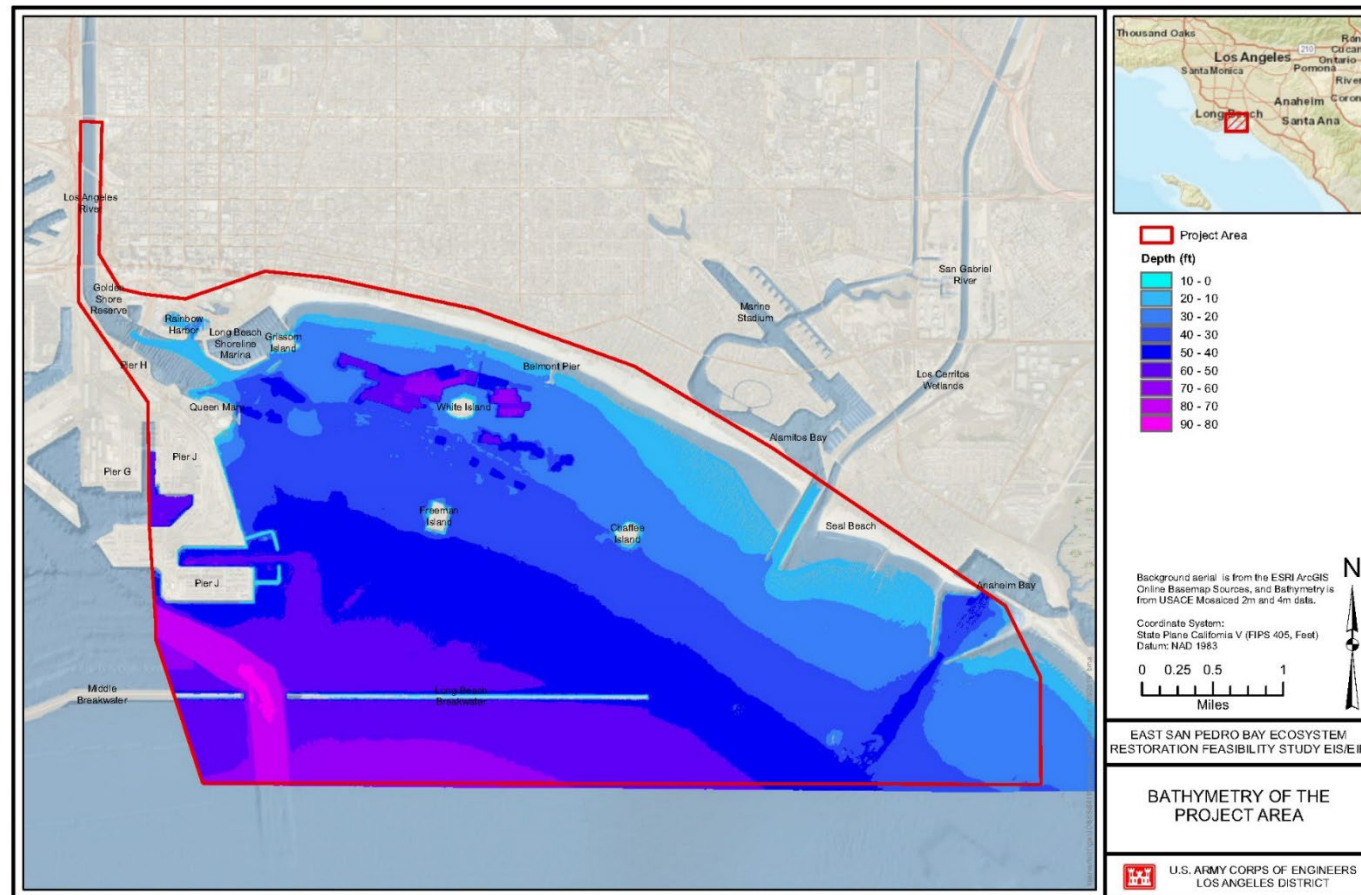 Los Angeles
River
Golden
Shore
Reserve
Rainbow
Harbor
Long Beach
Shoreline
Marina
Grissom
Island
Pier H
Queen Mary
Pier G
Pier J
Pier J
White Island
Belmont Pier
Freeman
Island
Chaffee
Island
Marine
Stadium
San Gabriel
River
Los Cerritos
Wetlands
Alamitos Bay
Seal Beach
Anaheim Bay
Middle
Breakwater
Long Beach
Breakwater
Thousand Oaks
Ran
Cucam
210
Los Angeles
Ontario
Santa Monica
Pomona
River
Anaheim
Coron
Long Beach
Santa Ana
Project Area
Depth (ft)
10 - 0
20 - 10
30 - 20
40 - 30
50 - 40
60 - 50
70 - 60
80 - 70
90 - 80
Background aerial is from the ESRI ArcGIS
Online Basemap Sources, and Bathymetry is
from USACE Mosaiced 2m and 4m data.
Coordinate System:
State Plane California V (FIPS 405, Feet)
Datum: NAD 1983
N
0 0.25 0.5 1
Miles
EAST SAN PEDRO BAY ECOSYSTEM
RESTORATION FEASIBILITY STUDY EIS/EI
BATHYMETRY OF THE
PROJECT AREA
U.S. ARMY CORPS OF ENGINEERS
LOS ANGELES DISTRICT